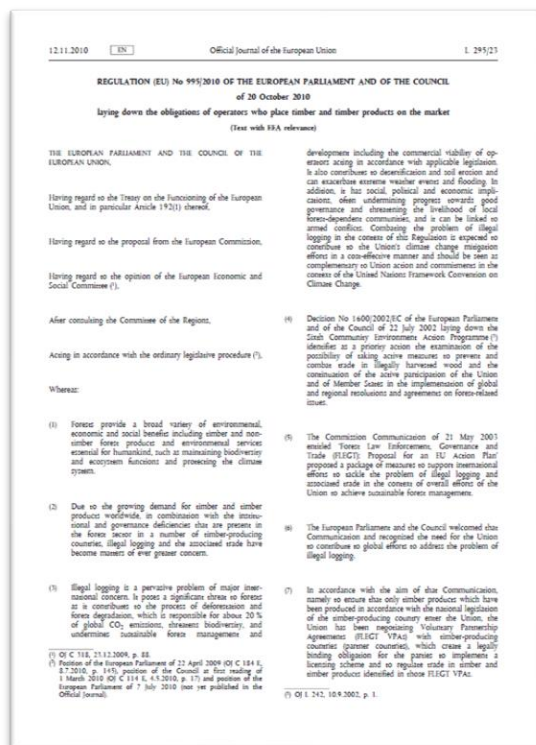 12.11.2010
EN
Official Journal of the European Union
L 295/23
REGULATION (EU) No 995/2010 OF THE EUROPEAN PARLIAMENT AND OF THE COUNCIL
of 20 October 2010
laying down the obligations of operators who place timber and timber products on the market
(Text with EEA relevance)
THE EUROPEAN PARLIAMENT AND THE COUNCIL OF THE
EUROPEAN UNION,
Having regard to the Treaty on the Functioning of the European
Union, and in particular Article 192(1) thereof,
Having regard to the proposal from the European Commission,
Having regard to the opinion of the European Economic and
Social Committee (¹),
After consulting the Committee of the Regions,
Acting in accordance with the ordinary legislative procedure (²),
Whereas:
(1) Forests provide a broad variety of environmental,
economic and social benefits including timber and non-
timber forest products and environmental services
essential for humankind, such as maintaining biodiversity
and ecosystem functions and protecting the climate
system.
(2) Due to the growing demand for timber and timber
products worldwide, in combination with the institu-
tional and governance deficiencies that are present in
the forest sector in a number of timber-producing
countries, illegal logging and the associated trade have
become matters of ever greater concern.
(3) Illegal logging is a pervasive problem of major inter-
national concern. It poses a significant threat to forests
as it contributes to the process of deforestation and
forest degradation, which is responsible for about 20 %
of global CO₂ emissions, threatens biodiversity, and
undermines sustainable forest management and
(¹) OJ C 318, 23.12.2009, p. 88.
(²) Position of the European Parliament of 22 April 2009 (OJ C 184 E,
8.7.2010, p. 145), position of the Council at first reading of
1 March 2010 (OJ C 114 E, 4.5.2010, p. 17) and position of the
European Parliament of 7 July 2010 (not yet published in the
Official Journal).
development including the commercial viability of op-
erators acting in accordance with applicable legislation.
It also contributes to desertification and soil erosion and
can exacerbate extreme weather events and flooding. In
addition, it has social, political and economic impli-
cations, often undermining progress towards good
governance and threatening the livelihood of local
forest-dependent communities, and it can be linked to
armed conflicts. Combating the problem of illegal
logging in the context of this Regulation is expected to
contribute to the Union's climate change mitigation
efforts in a cost-effective manner and should be seen as
complementary to Union action and commitments in the
context of the United Nations Framework Convention on
Climate Change.
(4) Decision No 1600/2002/EC of the European Parliament
and of the Council of 22 July 2002 laying down the
Sixth Community Environment Action Programme (³)
identifies as a priority action the examination of the
possibility of taking active measures to prevent and
combat trade in illegally harvested wood and the
continuation of the active participation of the Union
and of Member States in the implementation of global
and regional resolutions and agreements on forest-related
issues.
(5) The Commission Communication of 21 May 2003
entitled 'Forest Law Enforcement, Governance and
Trade (FLEGT): Proposal for an EU Action Plan'
proposed a package of measures to support international
efforts to tackle the problem of illegal logging and
associated trade in the context of overall efforts of the
Union to achieve sustainable forest management.
(6) The European Parliament and the Council welcomed that
Communication and recognised the need for the Union
to contribute to global efforts to address the problem of
illegal logging.
(7) In accordance with the aim of that Communication,
namely to ensure that only timber products which have
been produced in accordance with the national legislation
of the timber-producing country enter the Union, the
Union has been negotiating Voluntary Partnership
Agreements (FLEGT VPAs) with timber-producing
countries (partner countries), which create a legally
binding obligation for the parties to implement a
licensing scheme and to regulate trade in timber and
timber products identified in those FLEGT VPAs.
(³) OJ L 242, 10.9.2002, p. 1.